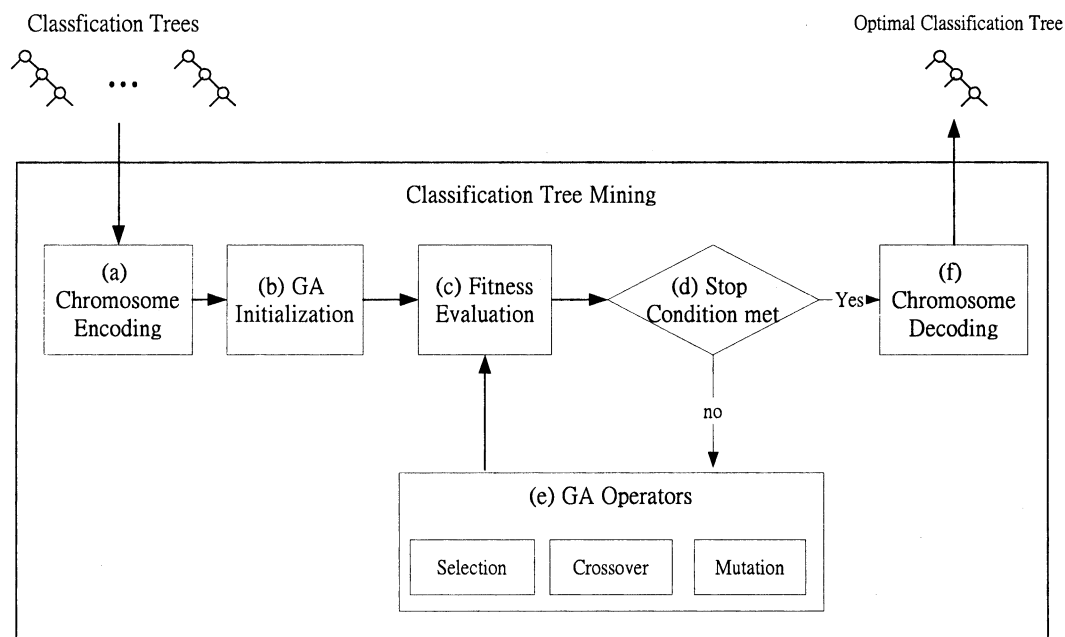 Classfication Trees
Optimal Classification Tree
...
Classification Tree Mining
(a)
Chromosome
Encoding
(b) GA
Initialization
(c) Fitness
Evaluation
(d) Stop
Condition met
Yes
(f)
Chromosome
Decoding
no
(e) GA Operators
Selection
Crossover
Mutation